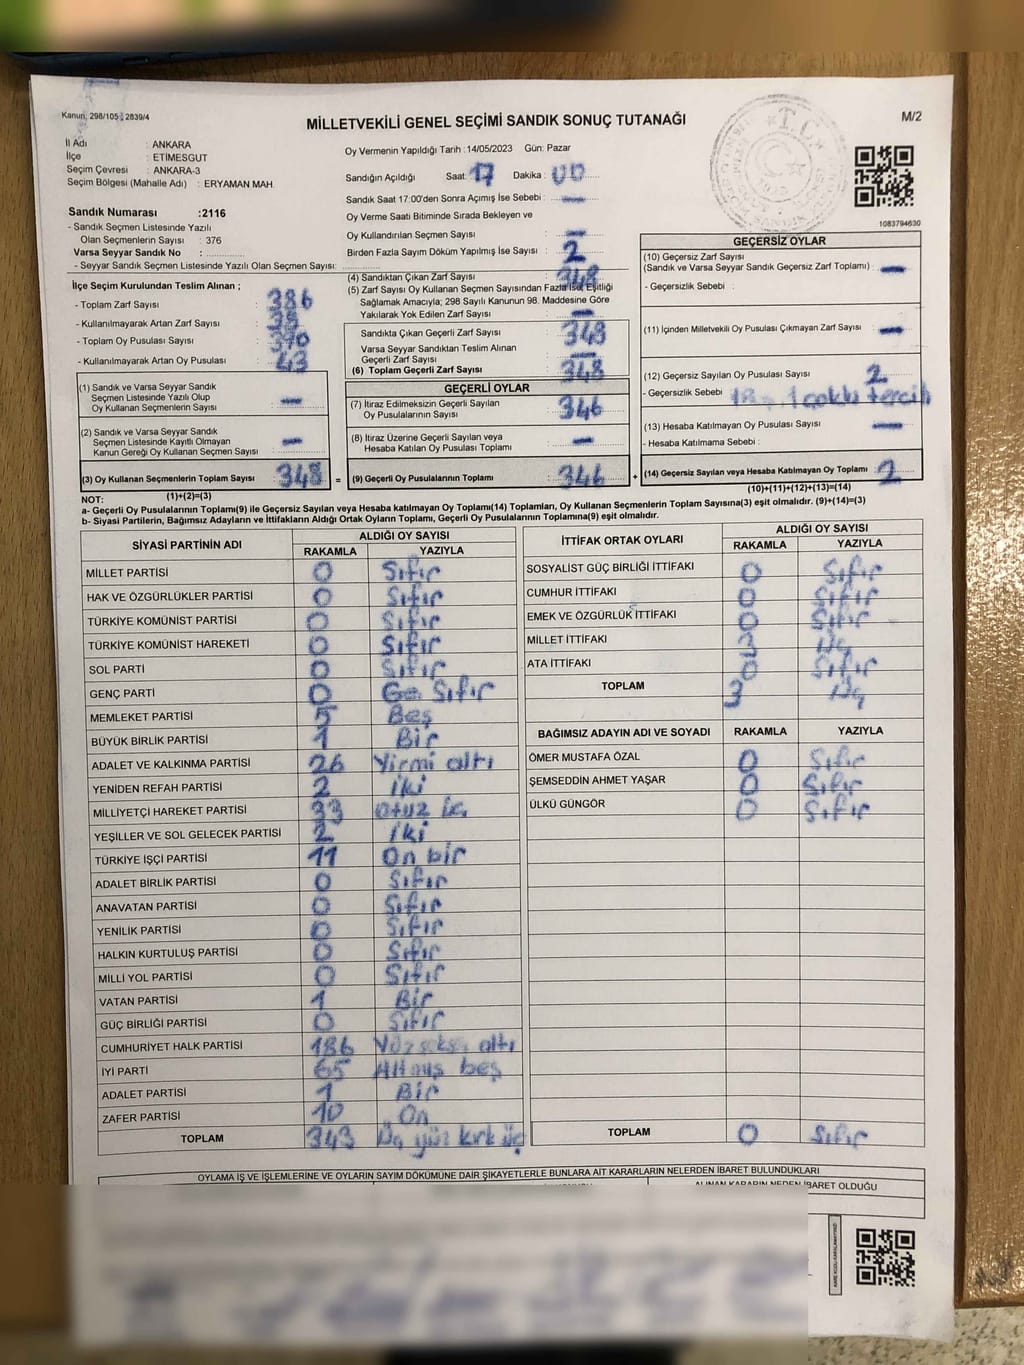 Kanun; 298/105 - 2839/4
MİLLETVEKİLİ GENEL SEÇİMİ SANDIK SONUÇ TUTANAĞI
M/2
İl Adı : ANKARA
İlçe : ETİMESGUT
Seçim Çevresi : ANKARA-3
Seçim Bölgesi (Mahalle Adı) : ERYAMAN MAH.
Sandık Numarası :2116
- Sandık Seçmen Listesinde Yazılı
Olan Seçmenlerin Sayısı : 376
Varsa Seyyar Sandık No :
- Seyyar Sandık Seçmen Listesinde Yazılı Olan Seçmen Sayısı:
Oy Vermenin Yapıldığı Tarih :14/05/2023 Gün: Pazar
Sandığın Açıldığı Saat: 17 Dakika : 00
Sandık Saat 17:00'den Sonra Açımış İse Sebebi : —
Oy Verme Saati Bitiminde Sırada Bekleyen ve
Oy Kullandırılan Seçmen Sayısı : —
Birden Fazla Sayım Döküm Yapılmış İse Sayısı : 2
1083794630
İlçe Seçim Kurulundan Teslim Alınan ;
- Toplam Zarf Sayısı : 386
- Kullanılmayarak Artan Zarf Sayısı : 38
- Toplam Oy Pusulası Sayısı : 390
- Kullanılmayarak Artan Oy Pusulası : 43
(1) Sandık ve Varsa Seyyar Sandık
Seçmen Listesinde Yazılı Olup
Oy Kullanan Seçmenlerin Sayısı : —
(2) Sandık ve Varsa Seyyar Sandık
Seçmen Listesinde Kayıtlı Olmayan
Kanun Gereği Oy Kullanan Seçmen Sayısı : —
(3) Oy Kullanan Seçmenlerin Toplam Sayısı : 348
(1)+(2)=(3)
(4) Sandıktan Çıkan Zarf Sayısı : 348
(5) Zarf Sayısı Oy Kullanan Seçmen Sayısından Fazla İse, Eşitliği
Sağlamak Amacıyla; 298 Sayılı Kanunun 98. Maddesine Göre
Yakılarak Yok Edilen Zarf Sayısı : —
Sandıkta Çıkan Geçerli Zarf Sayısı : 348
Varsa Seyyar Sandıktan Teslim Alınan
Geçerli Zarf Sayısı : —
(6) Toplam Geçerli Zarf Sayısı : 348
GEÇERLİ OYLAR
(7) İtiraz Edilmeksizin Geçerli Sayılan
Oy Pusulalarının Sayısı : 346
(8) İtiraz Üzerine Geçerli Sayılan veya
Hesaba Katılan Oy Pusulası Toplamı : —
= (9) Geçerli Oy Pusulalarının Toplamı : 346
GEÇERSİZ OYLAR
(10) Geçersiz Zarf Sayısı
(Sandık ve Varsa Seyyar Sandık Geçersiz Zarf Toplamı) : —
- Geçersizlik Sebebi :
(11) İçinden Milletvekili Oy Pusulası Çıkmayan Zarf Sayısı : —
(12) Geçersiz Sayılan Oy Pusulası Sayısı : 2
- Geçersizlik Sebebi : çoklu tercih
(13) Hesaba Katılmayan Oy Pusulası Sayısı : —
- Hesaba Katılmama Sebebi :
+ (14) Geçersiz Sayılan veya Hesaba Katılmayan Oy Toplamı : 2
(10)+(11)+(12)+(13)=(14)
NOT:
a- Geçerli Oy Pusulaların Toplamı(9) ile Geçersiz Sayılan veya Hesaba katılmayan Oy Toplamı(14) Toplamları, Oy Kullanan Seçmenlerin Toplam Sayısına(3) eşit olmalıdır. (9)+(14)=(3)
b- Siyasi Partilerin, Bağımsız Adayların ve İttifakların Aldığı Ortak Oyların Toplamı, Geçerli Oy Pusulalarının Toplamına(9) eşit olmalıdır.
SİYASİ PARTİNİN ADI ALDIĞI OY SAYISI
RAKAMLA YAZIYLA
MİLLET PARTİSİ 0 Sıfır
HAK VE ÖZGÜRLÜKLER PARTİSİ 0 Sıfır
TÜRKİYE KOMÜNİST PARTİSİ 0 Sıfır
TÜRKİYE KOMÜNİST HAREKETİ 0 Sıfır
SOL PARTİ 0 Sıfır
GENÇ PARTİ 0 Sıfır
MEMLEKET PARTİSİ 5 Beş
BÜYÜK BİRLİK PARTİSİ 1 Bir
ADALET VE KALKINMA PARTİSİ 26 Yirmi altı
YENİDEN REFAH PARTİSİ 2 İki
MİLLİYETÇİ HAREKET PARTİSİ 33 otuz üç
YEŞİLLER VE SOL GELECEK PARTİSİ 2 İki
TÜRKİYE İŞÇİ PARTİSİ 11 On bir
ADALET BİRLİK PARTİSİ 0 Sıfır
ANAVATAN PARTİSİ 0 Sıfır
YENİLİK PARTİSİ 0 Sıfır
HALKIN KURTULUŞ PARTİSİ 0 Sıfır
MİLLİ YOL PARTİSİ 0 Sıfır
VATAN PARTİSİ 1 Bir
GÜÇ BİRLİĞİ PARTİSİ 0 Sıfır
CUMHURİYET HALK PARTİSİ 186 Yüz seksen altı
İYİ PARTİ 65 Altmış beş
ADALET PARTİSİ 1 Bir
ZAFER PARTİSİ 10 On
TOPLAM 343 Üç yüz kırk üç
İTTİFAK ORTAK OYLARI ALDIĞI OY SAYISI
RAKAMLA YAZIYLA
SOSYALİST GÜÇ BİRLİĞİ İTTİFAKI 0 Sıfır
CUMHUR İTTİFAKI 0 Sıfır
EMEK VE ÖZGÜRLÜK İTTİFAKI 0 Sıfır
MİLLET İTTİFAKI 3 Üç
ATA İTTİFAKI 0 Sıfır
TOPLAM 3 Üç
BAĞIMSIZ ADAYIN ADI VE SOYADI RAKAMLA YAZIYLA
ÖMER MUSTAFA ÖZAL 0 Sıfır
ŞEMSEDDİN AHMET YAŞAR 0 Sıfır
ÜLKÜ GÜNGÖR 0 Sıfır
TOPLAM 0 Sıfır
OYLAMA İŞ VE İŞLEMLERİNE VE OYLARIN SAYIM DÖKÜMÜNE DAİR ŞİKAYETLERLE BUNLARA AİT KARARLARIN NELERDEN İBARET BULUNDUKLARI
ALINAN KARARIN NEDEN İBARET OLDUĞU